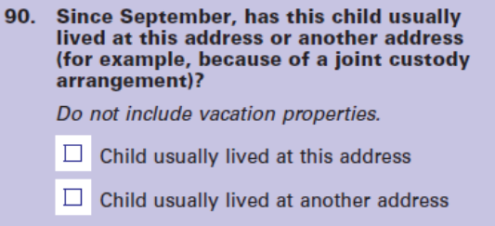 90. Since September, has this child usually
lived at this address or another address
(for example, because of a joint custody
arrangement)?
Do not include vacation properties.
Child usually lived at this address
Child usually lived at another address